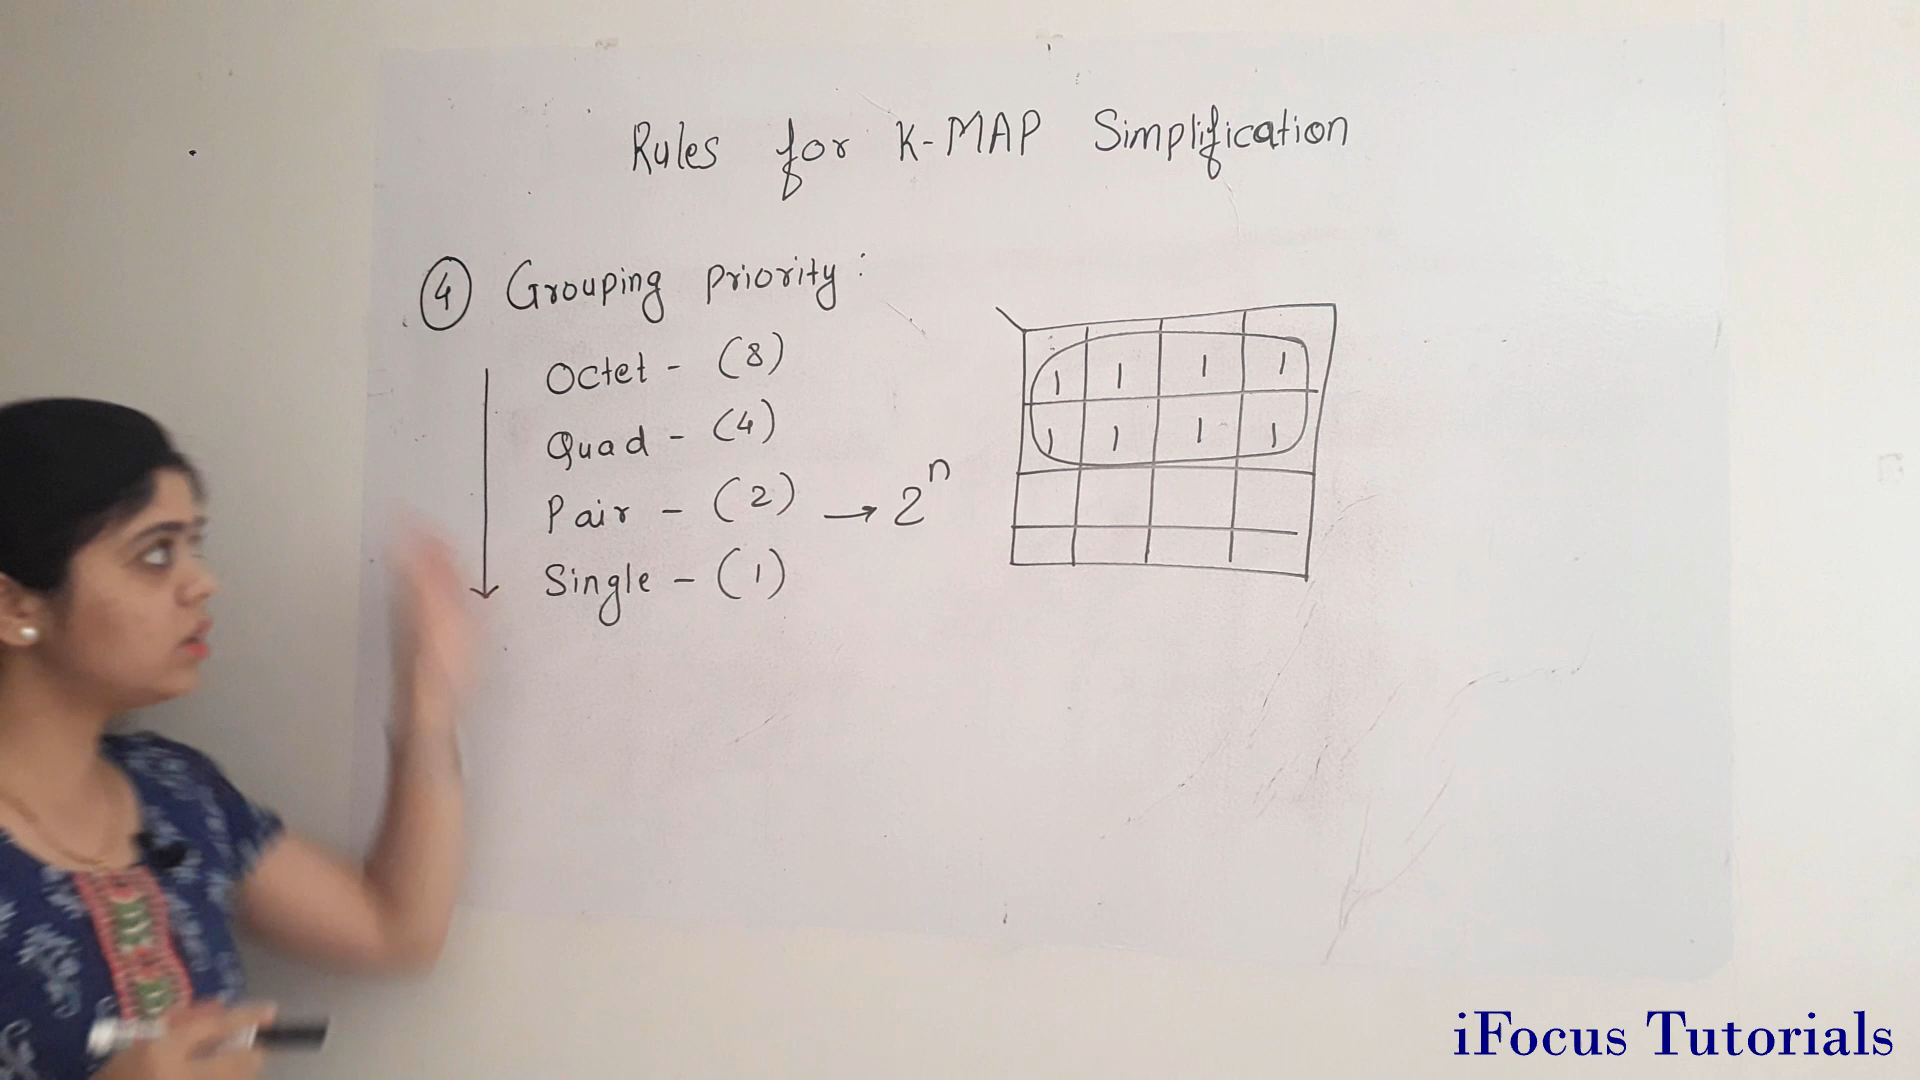 Rules for K-MAP Simplification
4 Grouping priority:
Octet - (8)
Quad - (4)
Pair - (2) → 2^n
Single - (1)
1 1 1 1
1 1 1 1
iFocus Tutorials